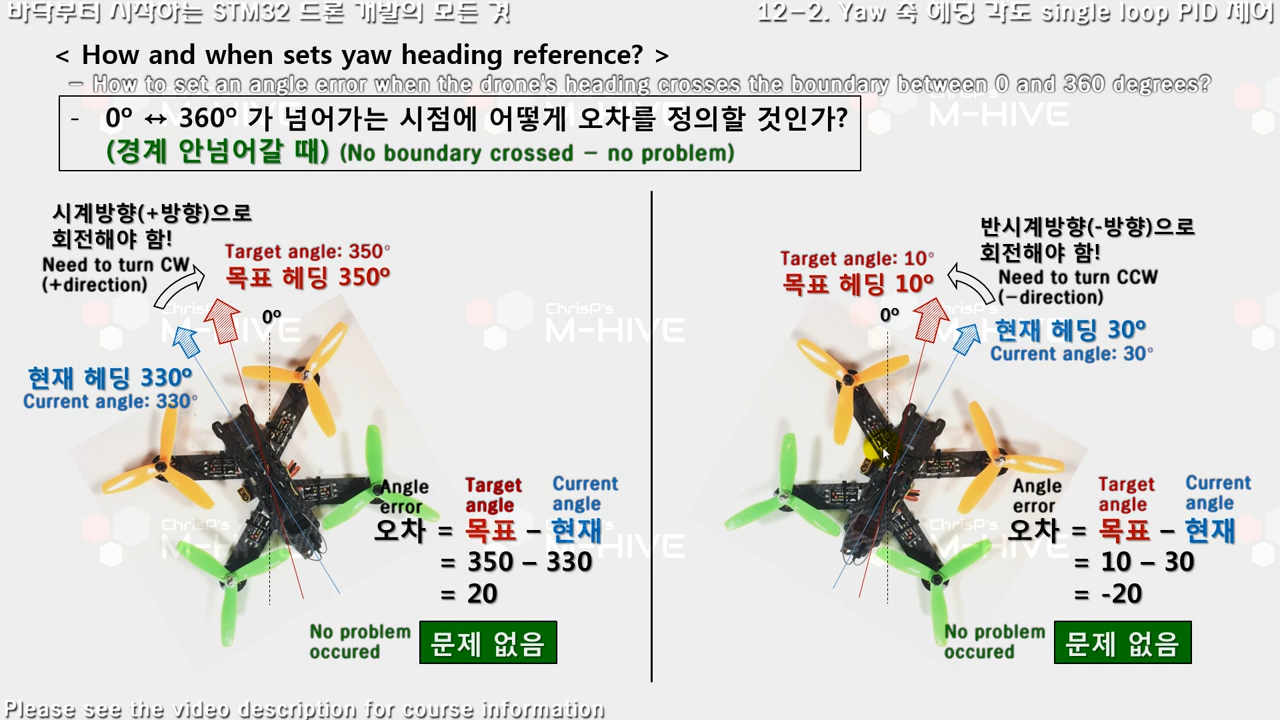 바닥부터 시작하는 STM32 드론 개발의 모든 것
12-2. Yaw 축 헤딩 각도 single loop PID 제어
< How and when sets yaw heading reference? >
- How to set an angle error when the drone's heading crosses the boundary between 0 and 360 degrees?
- 0º ↔ 360º 가 넘어가는 시점에 어떻게 오차를 정의할 것인가?
(경계 안넘어갈 때) (No boundary crossed - no problem)
시계방향(+방향)으로
회전해야 함!
Need to turn CW
(+direction)
Target angle: 350°
목표 헤딩 350º
0º
현재 헤딩 330º
Current angle: 330°
Angle error
Target angle
Current angle
오차 = 목표 - 현재
= 350 - 330
= 20
No problem occured
문제 없음
반시계방향(-방향)으로
회전해야 함!
Need to turn CCW
(-direction)
Target angle: 10°
목표 헤딩 10º
0º
현재 헤딩 30º
Current angle: 30°
Angle error
Target angle
Current angle
오차 = 목표 - 현재
= 10 - 30
= -20
No problem occured
문제 없음
ChrisP's
M-HIVE
Please see the video description for course information